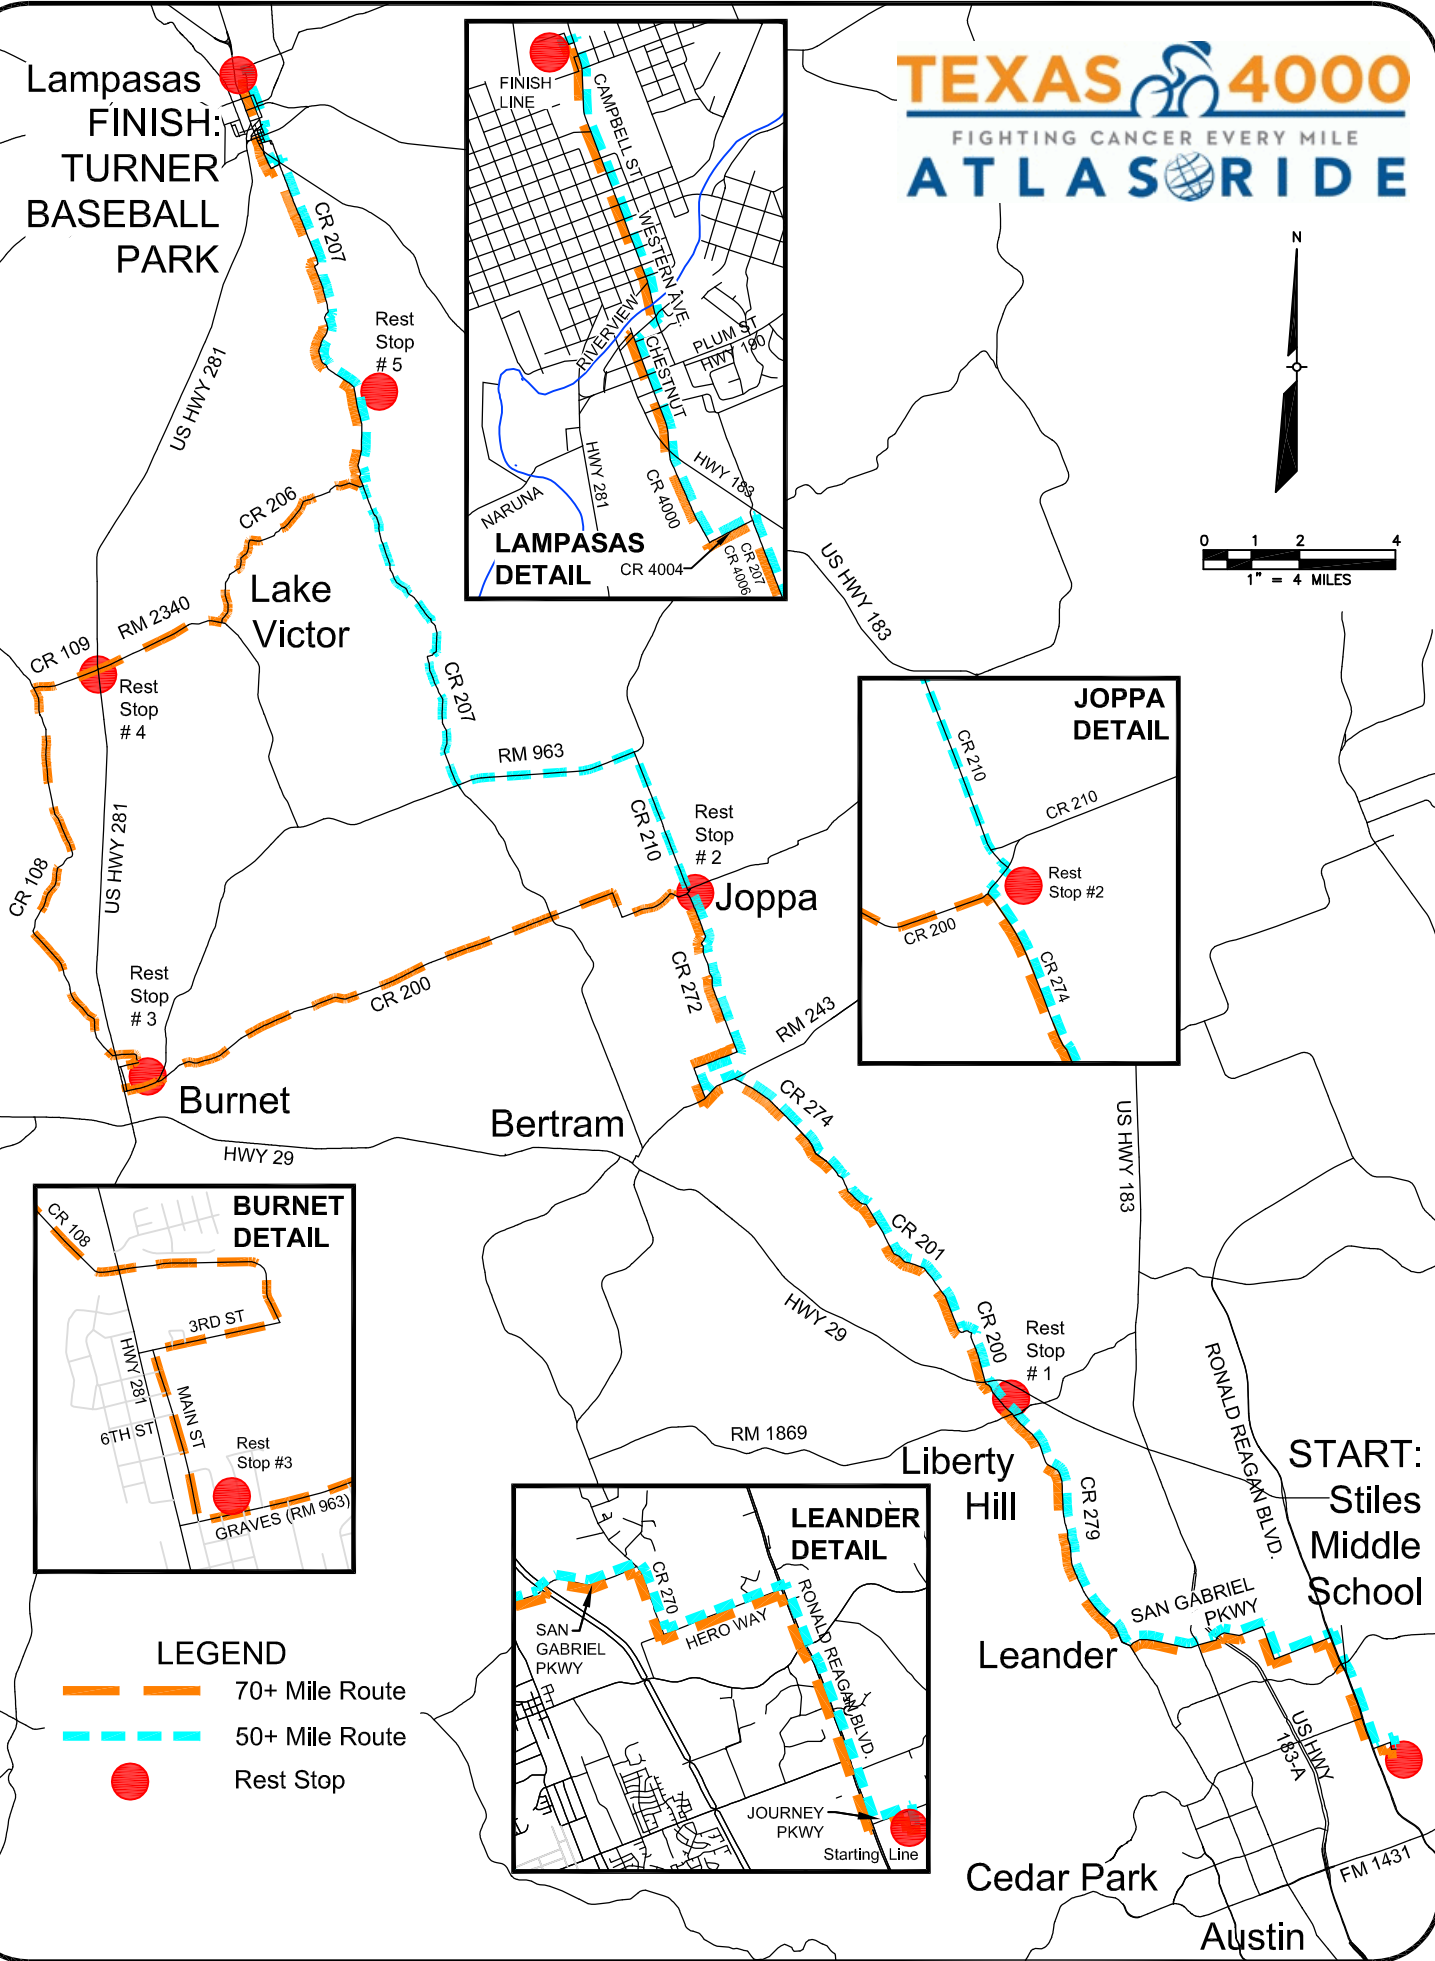 Lampasas
FINISH:
TURNER
BASEBALL
PARK
TEXAS 4000
FIGHTING CANCER EVERY MILE
ATLAS RIDE
N
0 1 2 4
1" = 4 MILES
CR 207
Rest
Stop
# 5
US HWY 281
CR 206
Lake
Victor
RM 2340
CR 109
Rest
Stop
# 4
CR 207
RM 963
US HWY 183
US HWY 281
CR 108
CR 210
Rest
Stop
# 2
Joppa
CR 200
CR 272
RM 243
Rest
Stop
# 3
Burnet
HWY 29
Bertram
CR 274
CR 201
US HWY 183
HWY 29
CR 200
Rest
Stop
# 1
RM 1869
Liberty
Hill
CR 279
RONALD REAGAN BLVD.
START:
Stiles
Middle
School
SAN GABRIEL
PKWY
Leander
US HWY
183-A
Cedar Park
FM 1431
Austin
FINISH
LINE
CAMPBELL ST
WESTERN AVE.
RIVERVIEW
PLUM ST
HWY 190
CHESTNUT
HWY 183
HWY 281
NARUNA
CR 4000
LAMPASAS
DETAIL
CR 4004
CR 207
CR 4006
JOPPA
DETAIL
CR 210
CR 210
Rest
Stop #2
CR 200
CR 274
BURNET
DETAIL
CR 108
3RD ST
HWY 281
MAIN ST
6TH ST
Rest
Stop #3
GRAVES (RM 963)
LEANDER
DETAIL
CR 270
SAN
GABRIEL
PKWY
HERO WAY
RONALD REAGAN BLVD.
JOURNEY
PKWY
Starting Line
LEGEND
70+ Mile Route
50+ Mile Route
Rest Stop